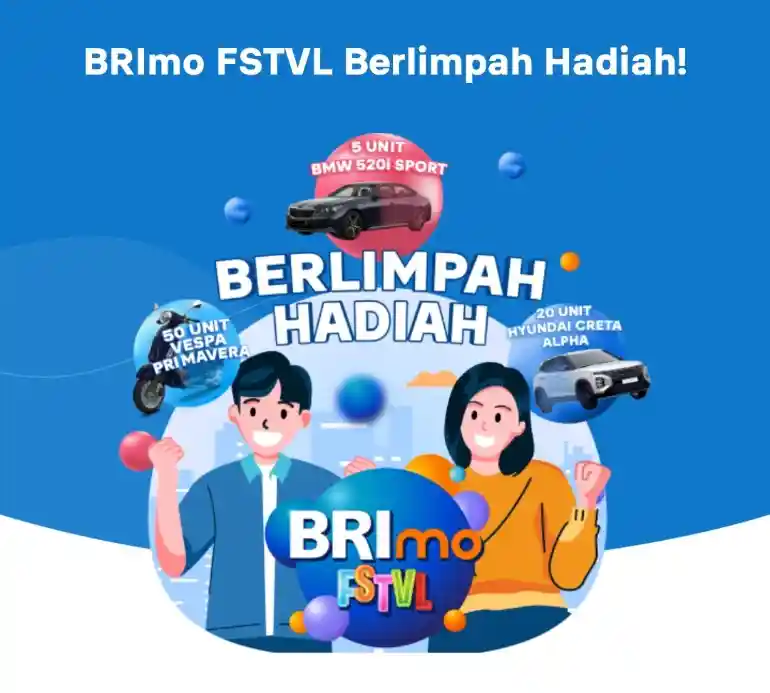 BRImo FSTVL Berlimpah Hadiah!
5 UNIT
BMW 520I SPORT
BERLIMPAH
HADIAH
50 UNIT
VESPA
PRIMAVERA
20 UNIT
HYUNDAI CRETA
ALPHA
BRImo
FSTVL